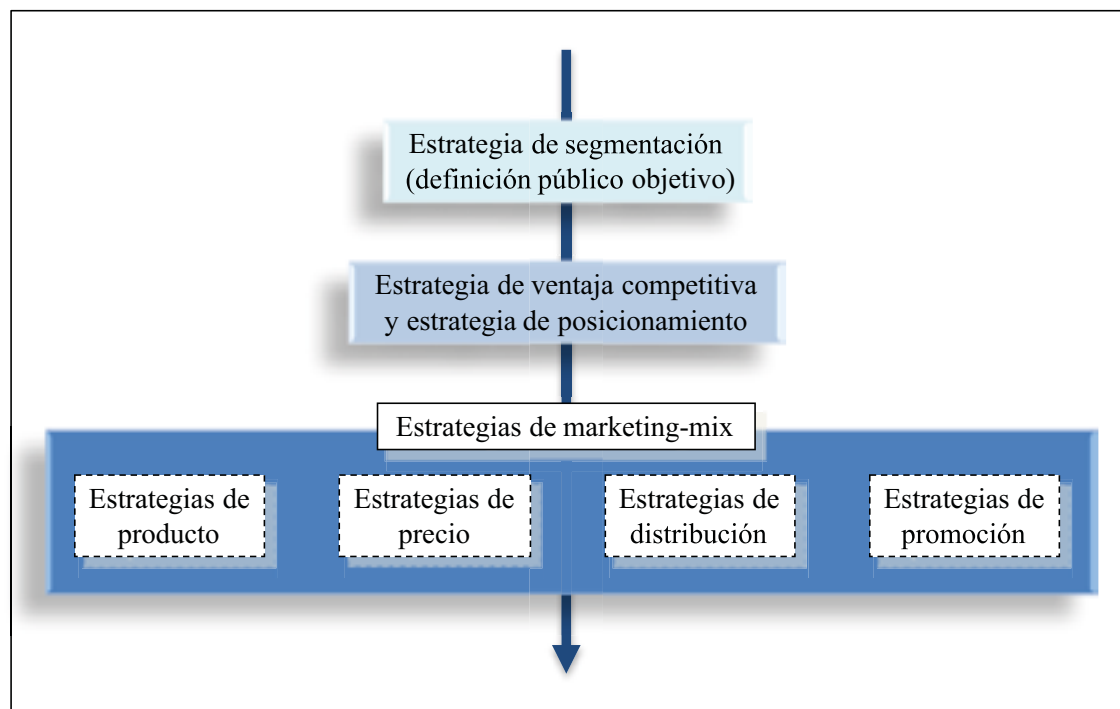 Estrategia de segmentación
(definición público objetivo)
Estrategia de ventaja competitiva
y estrategia de posicionamiento
Estrategias de marketing-mix
Estrategias de
producto
Estrategias de
precio
Estrategias de
distribución
Estrategias de
promoción